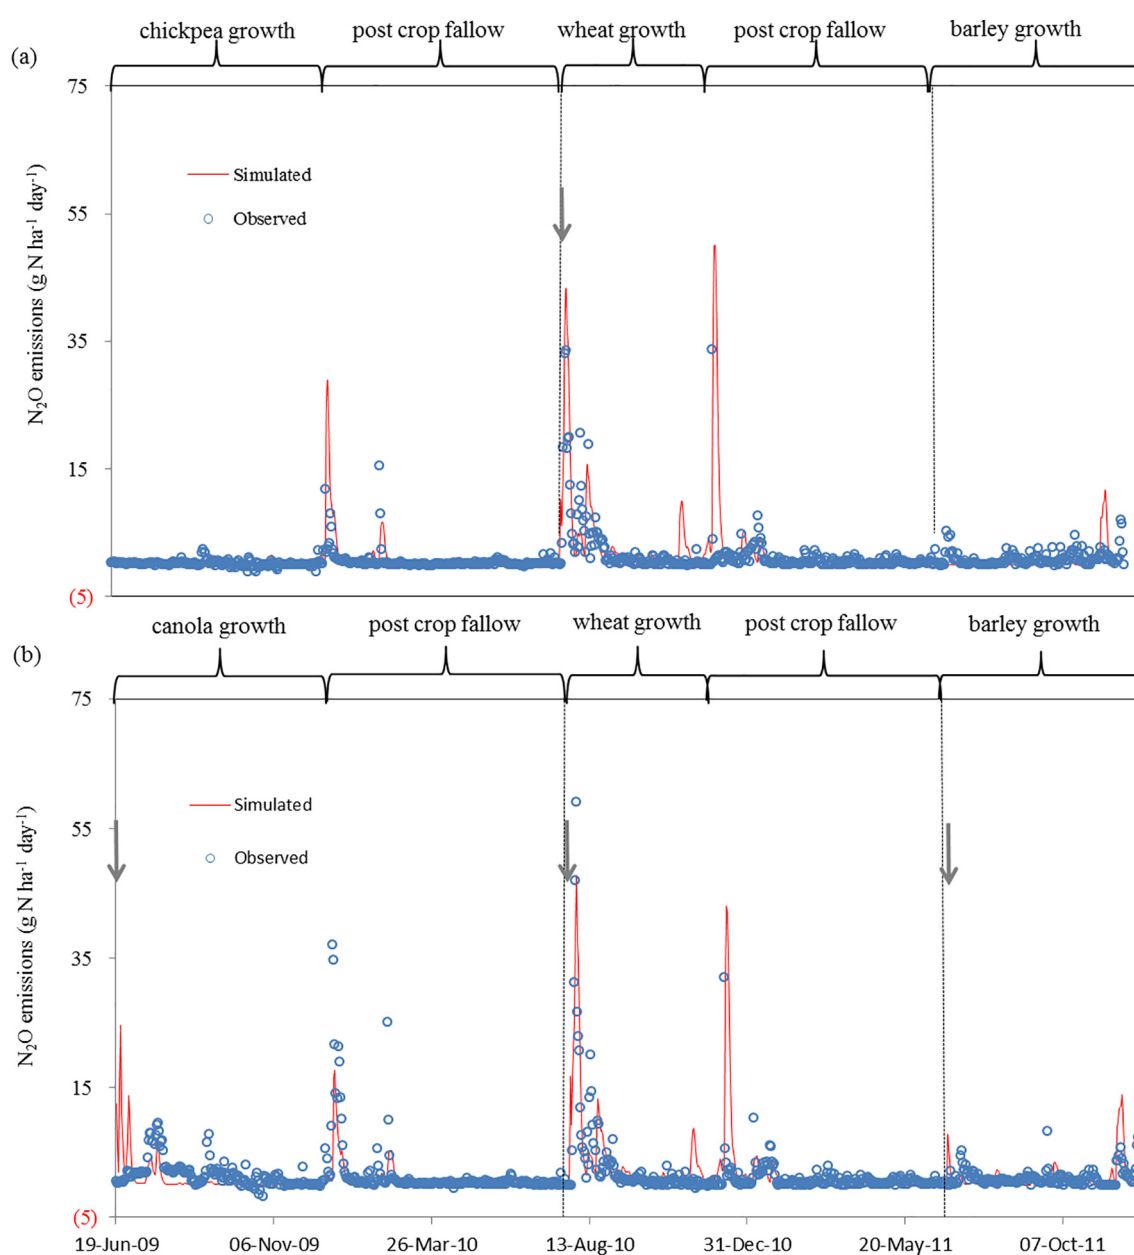 chickpea growth post crop fallow wheat growth post crop fallow barley growth
(a)
75
55
35
15
(5)
N₂O emissions (g N ha⁻¹ day⁻¹)
Simulated
Observed
canola growth post crop fallow wheat growth post crop fallow barley growth
(b)
75
55
35
15
(5)
N₂O emissions (g N ha⁻¹ day⁻¹)
Simulated
Observed
19-Jun-09 06-Nov-09 26-Mar-10 13-Aug-10 31-Dec-10 20-May-11 07-Oct-11